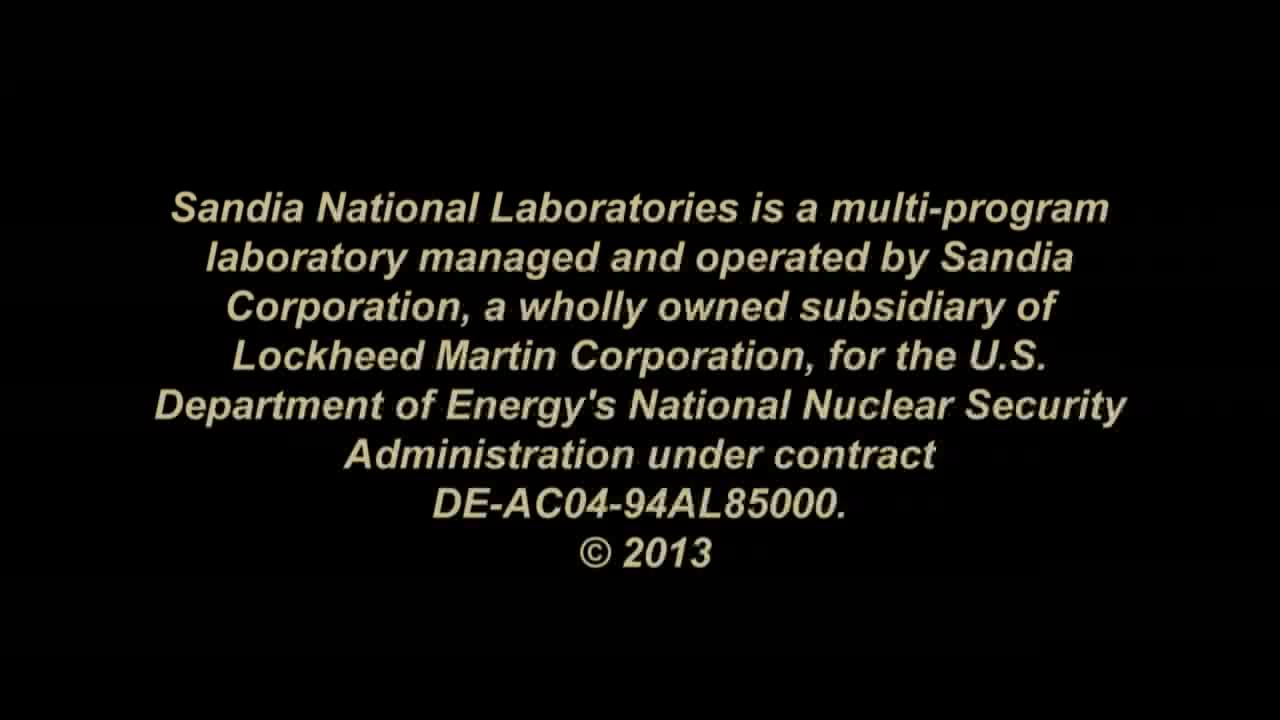 Sandia National Laboratories is a multi-program
laboratory managed and operated by Sandia
Corporation, a wholly owned subsidiary of
Lockheed Martin Corporation, for the U.S.
Department of Energy's National Nuclear Security
Administration under contract
DE-AC04-94AL85000.
© 2013